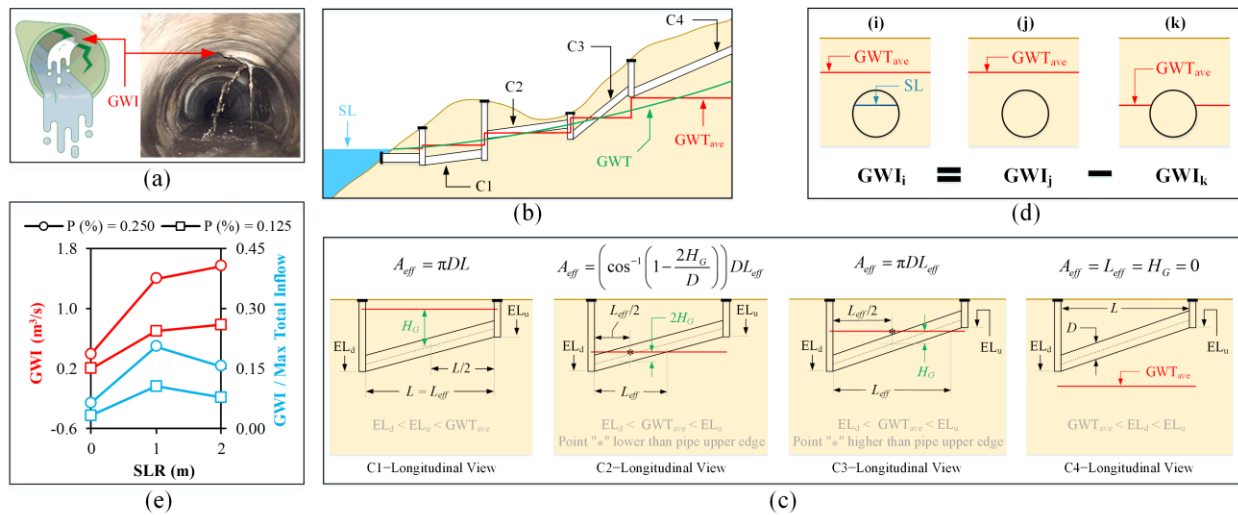 GWI
(a)
SL
C1
C2
C3
C4
GWT
GWT_ave
(b)
(i)
(j)
(k)
GWT_ave
SL
GWT_ave
GWT_ave
GWI_i = GWI_j − GWI_k
(d)
P (%) = 0.250
P (%) = 0.125
1.8
1.0
0.2
-0.6
GWI (m³/s)
0.45
0.30
0.15
0.00
GWI / Max Total Inflow
0
1
2
SLR (m)
(e)
A_eff = πDL
EL_u
H_G
EL_d
L/2
L = L_eff
EL_d < EL_u < GWT_ave
C1−Longitudinal View
A_eff = (cos⁻¹(1−2H_G/D))DL_eff
L_eff/2
2H_G
EL_u
EL_d
*
L_eff
EL_d < GWT_ave < EL_u
Point "*" lower than pipe upper edge
C2−Longitudinal View
A_eff = πDL_eff
L_eff/2
EL_u
EL_d
*
H_G
L_eff
EL_d < GWT_ave < EL_u
Point "*" higher than pipe upper edge
C3−Longitudinal View
A_eff = L_eff = H_G = 0
L
D
EL_u
EL_d
GWT_ave
GWT_ave < EL_d < EL_u
C4−Longitudinal View
(c)